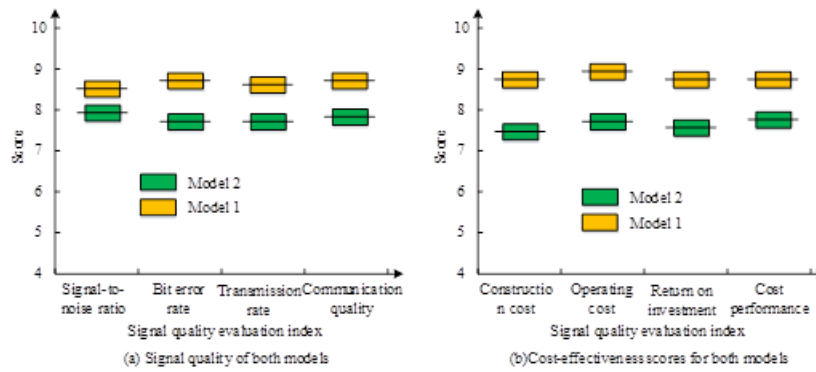 10
9
8
7
6
5
4
Score
Model 2
Model 1
Signal-to-noise ratio
Bit error rate
Transmission rate
Communication quality
Signal quality evaluation index
(a) Signal quality of both models
10
9
8
7
6
5
4
Score
Model 2
Model 1
Constructio
n cost
Operating
cost
Return on
investment
Cost
performance
Signal quality evaluation index
(b)Cost-effectiveness scores for both models